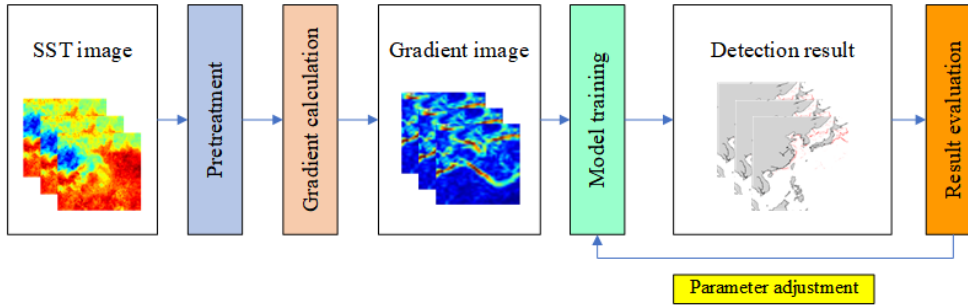 SST image
Pretreatment
Gradient calculation
Gradient image
Model training
Detection result
Result evaluation
Parameter adjustment